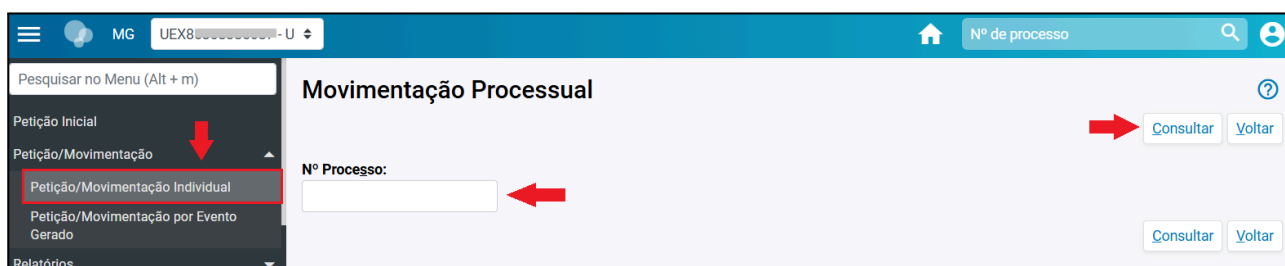 MG
UEX8 - U
Nº de processo
Pesquisar no Menu (Alt + m)
Movimentação Processual
Petição Inicial
Consultar
Voltar
Petição/Movimentação
Nº Processo:
Petição/Movimentação Individual
Petição/Movimentação por Evento
Gerado
Consultar
Voltar
Relatórios